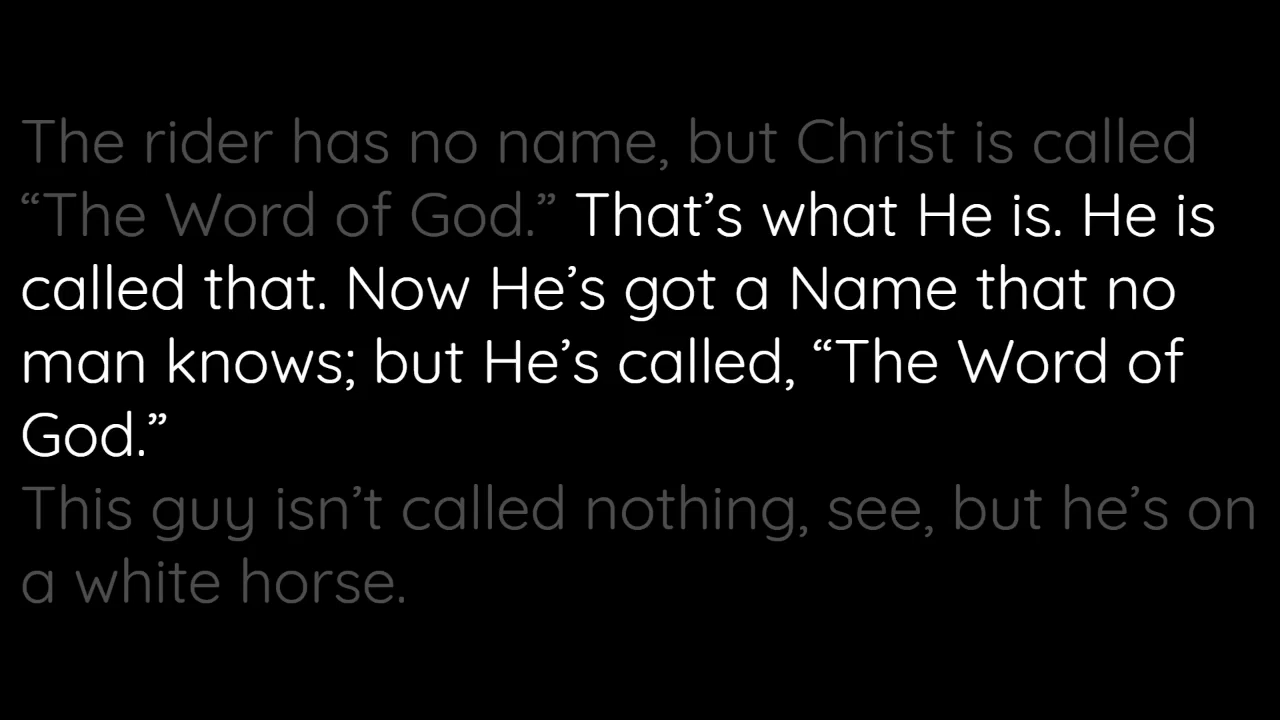 The rider has no name, but Christ is called
“The Word of God.” That’s what He is. He is
called that. Now He’s got a Name that no
man knows; but He’s called, “The Word of
God.”
This guy isn’t called nothing, see, but he’s on
a white horse.